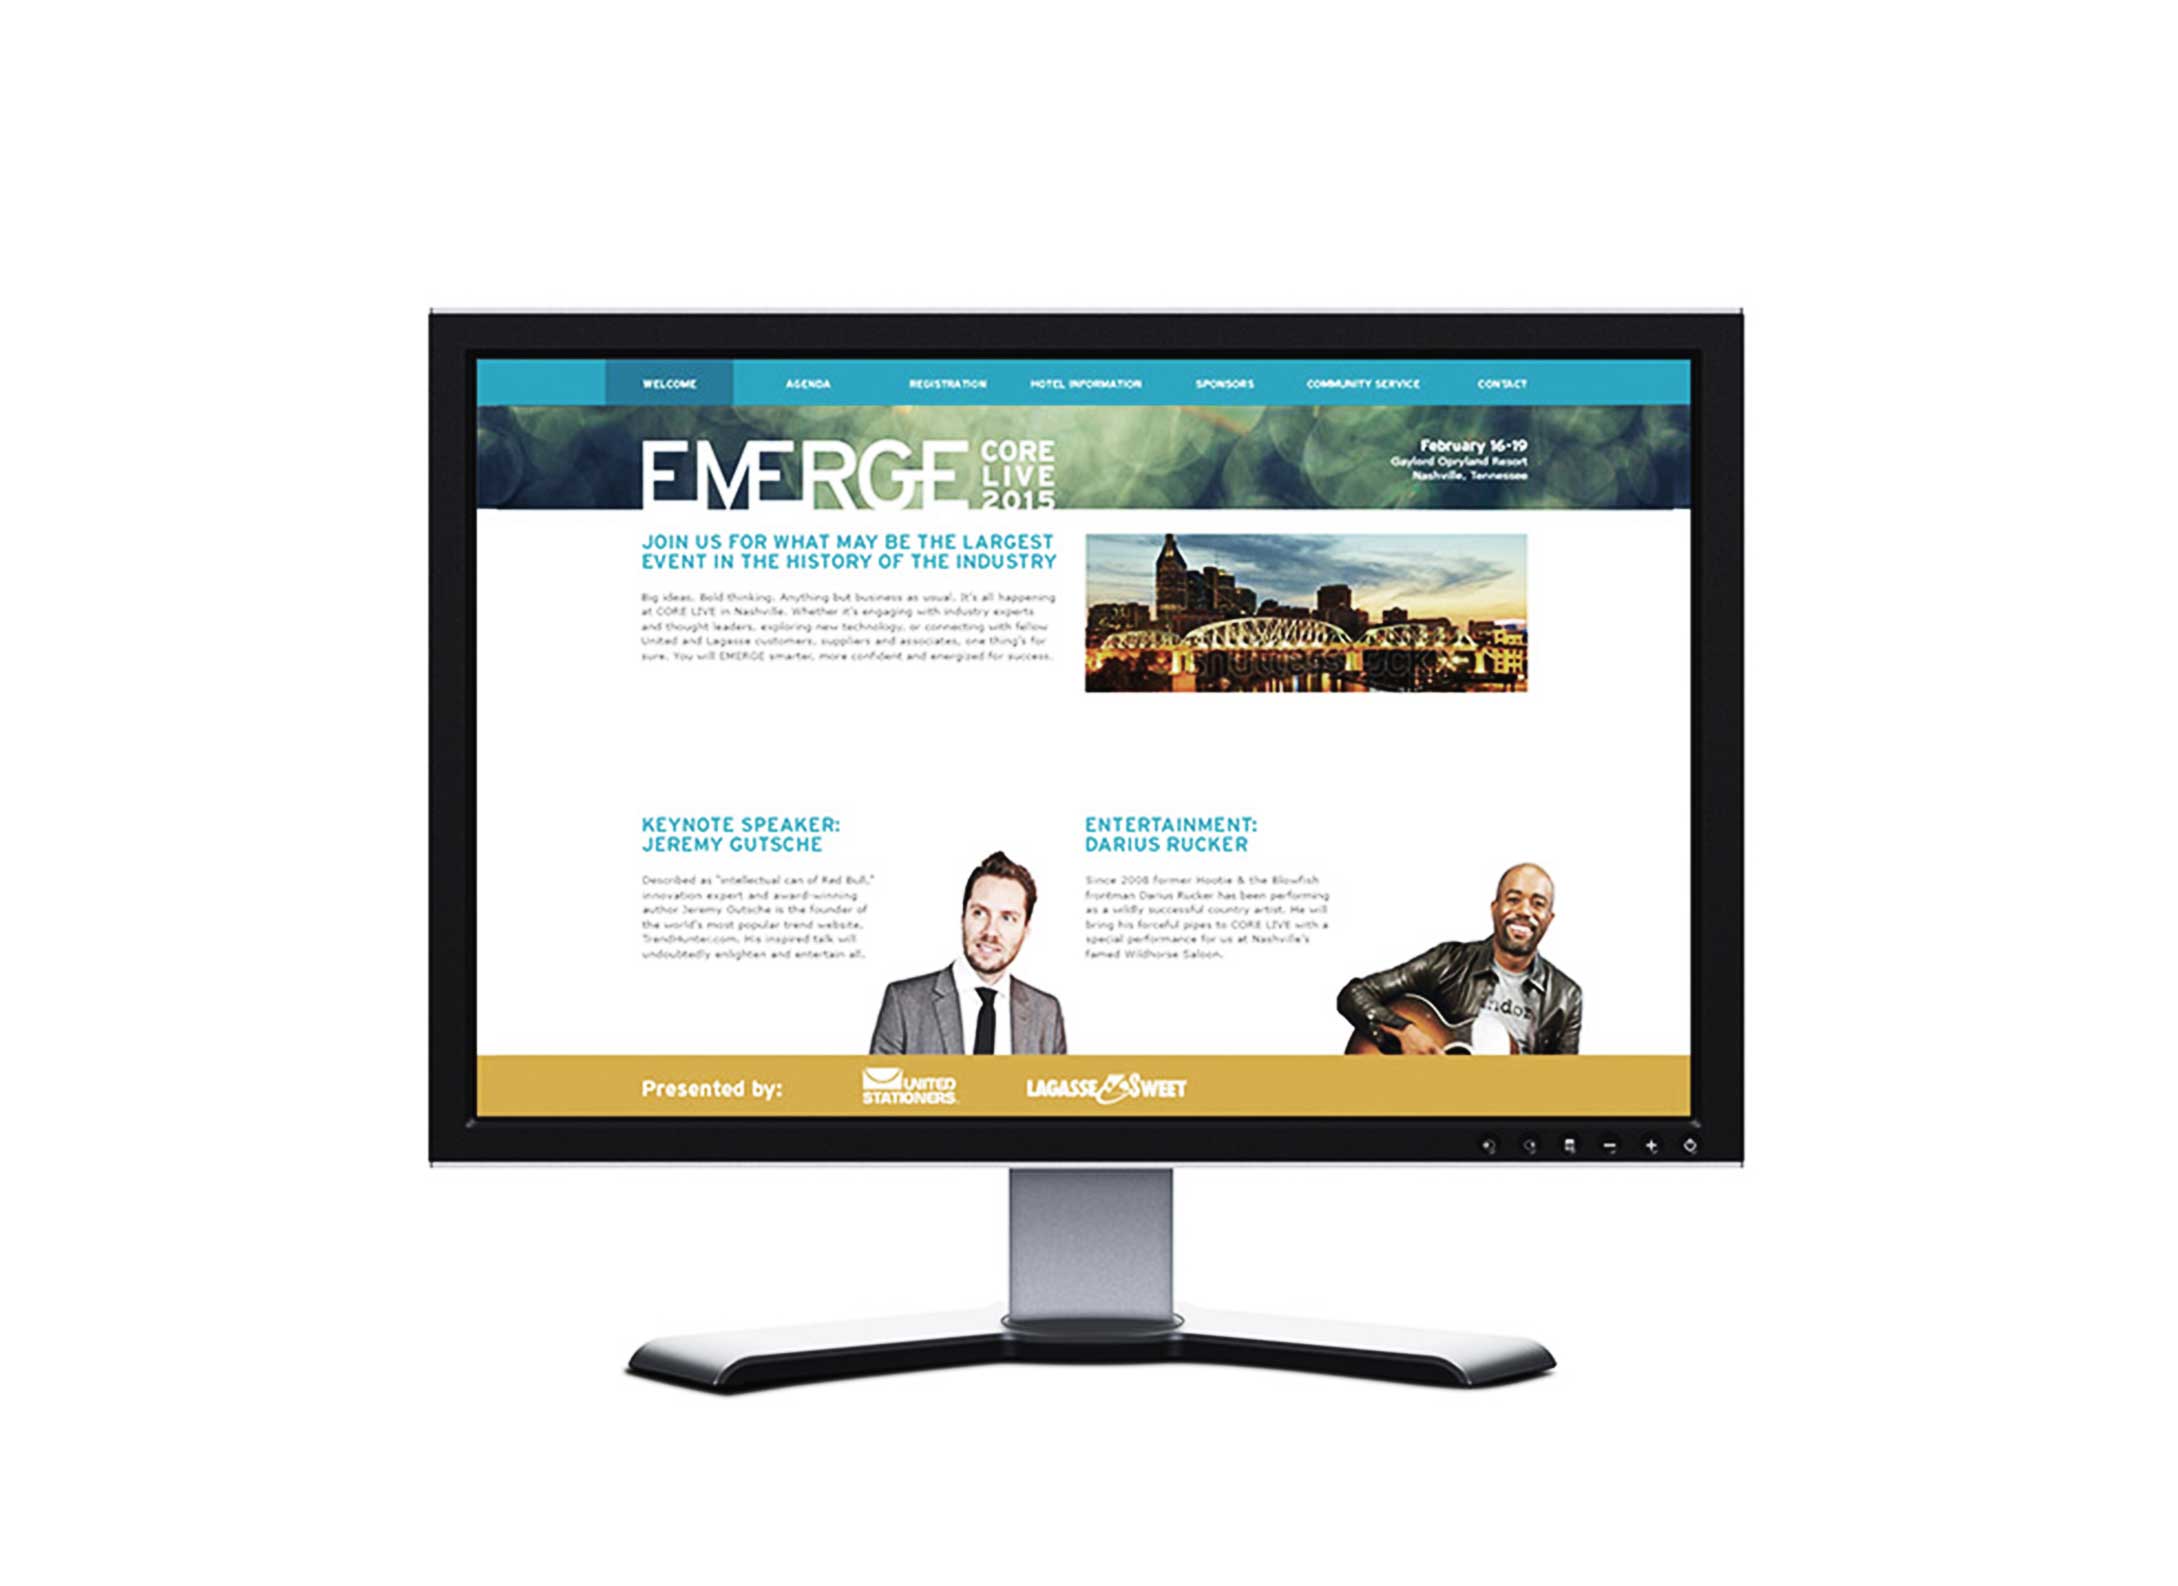 WELCOME AGENDA REGISTRATION HOTEL INFORMATION SPONSORS COMMUNITY SERVICE CONTACT
EMERGE CORE
LIVE
2015
February 16-19
Gaylord Opryland Resort
Nashville, Tennessee
JOIN US FOR WHAT MAY BE THE LARGEST
EVENT IN THE HISTORY OF THE INDUSTRY
Big ideas. Bold thinking. Anything but business as usual. It's all happening
at CORE LIVE in Nashville. Whether it's engaging with industry experts
and thought leaders, exploring new technology, or connecting with fellow
United and Lagasse customers, suppliers and associates, one thing's for
sure. You will EMERGE smarter, more confident and energized for success.
shutterstock
KEYNOTE SPEAKER:
JEREMY GUTSCHE
Described as "intellectual can of Red Bull,"
innovation expert and award-winning
author Jeremy Gutsche is the founder of
the world's most popular trend website,
TrendHunter.com. His inspired talk will
undoubtedly enlighten and entertain all.
ENTERTAINMENT:
DARIUS RUCKER
Since 2008 former Hootie & the Blowfish
frontman Darius Rucker has been performing
as a wildly successful country artist. He will
bring his forceful pipes to CORE LIVE with a
special performance for us at Nashville's
famed Wildhorse Saloon.
Presented by:
UNITED
STATIONERS
LAGASSE SWEET